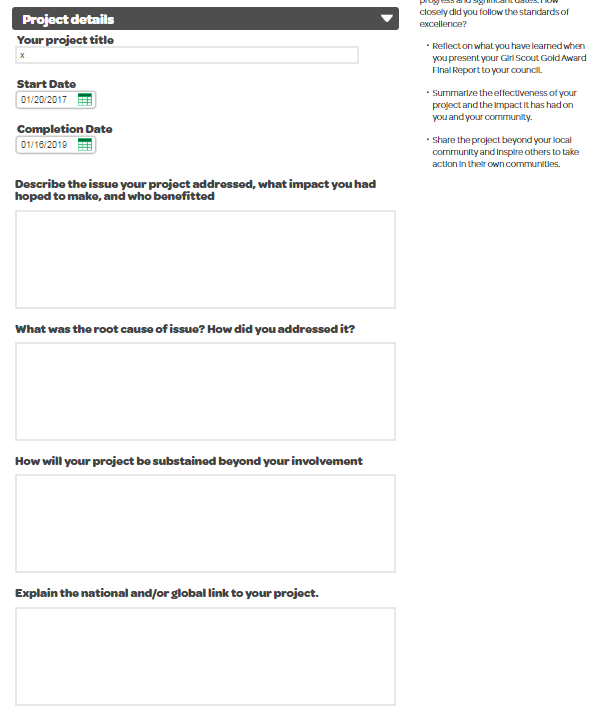 Project details
Your project title
x
Start Date
01/20/2017
Completion Date
01/16/2019
Describe the issue your project addressed, what impact you had
hoped to make, and who benefitted
What was the root cause of issue? How did you addressed it?
How will your project be substained beyond your involvement
Explain the national and/or global link to your project.
progress and significant dates. How
closely did you follow the standards of
excellence?
• Reflect on what you have learned when
you present your Girl Scout Gold Award
Final Report to your council.
• Summarize the effectiveness of your
project and the impact it has had on
you and your community.
• Share the project beyond your local
community and inspire others to take
action in their own communities.